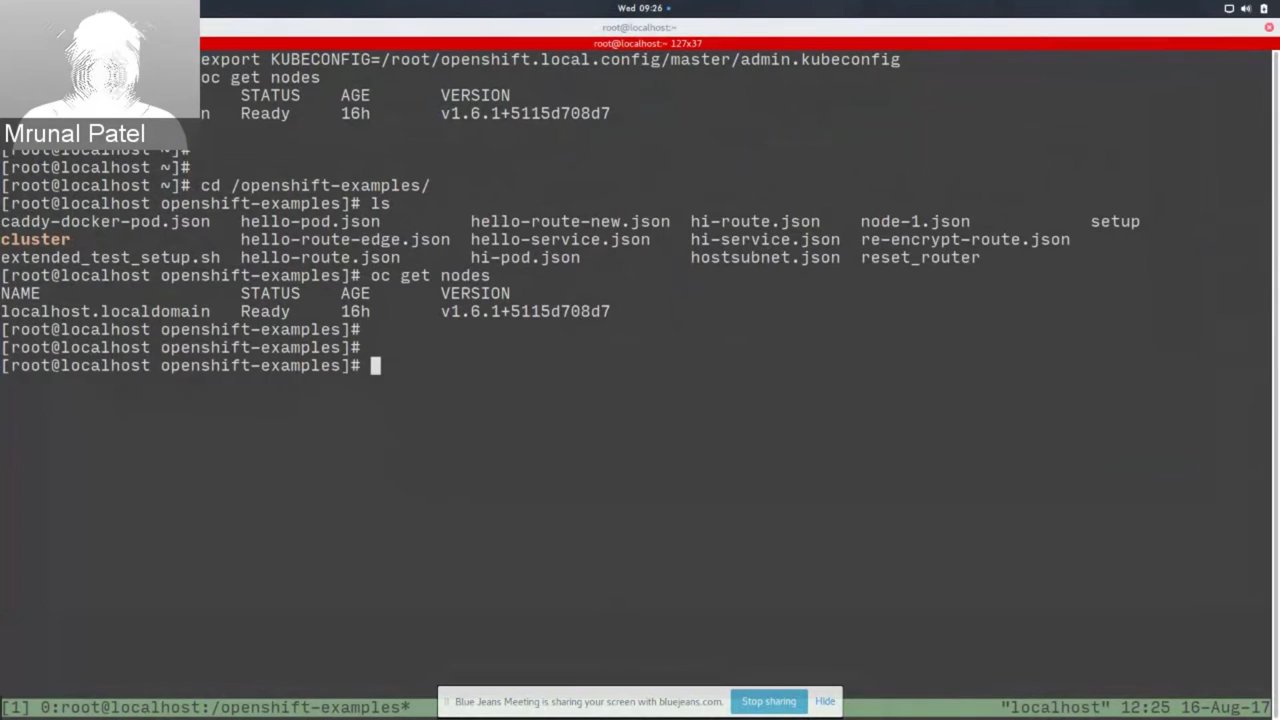 Wed 09:26
root@localhost:~
root@localhost:~ 127x37
export KUBECONFIG=/root/openshift.local.config/master/admin.kubeconfig
oc get nodes
STATUS AGE VERSION
n Ready 16h v1.6.1+5115d708d7
Mrunal Patel
[root@localhost ~]#
[root@localhost ~]#
[root@localhost ~]# cd /openshift-examples/
[root@localhost openshift-examples]# ls
caddy-docker-pod.json hello-pod.json hello-route-new.json hi-route.json node-1.json setup
cluster hello-route-edge.json hello-service.json hi-service.json re-encrypt-route.json
extended_test_setup.sh hello-route.json hi-pod.json hostsubnet.json reset_router
[root@localhost openshift-examples]# oc get nodes
NAME STATUS AGE VERSION
localhost.localdomain Ready 16h v1.6.1+5115d708d7
[root@localhost openshift-examples]#
[root@localhost openshift-examples]#
[root@localhost openshift-examples]#
Blue Jeans Meeting is sharing your screen with bluejeans.com. Stop sharing Hide
[1] 0:root@localhost:/openshift-examples* "localhost" 12:25 16-Aug-17